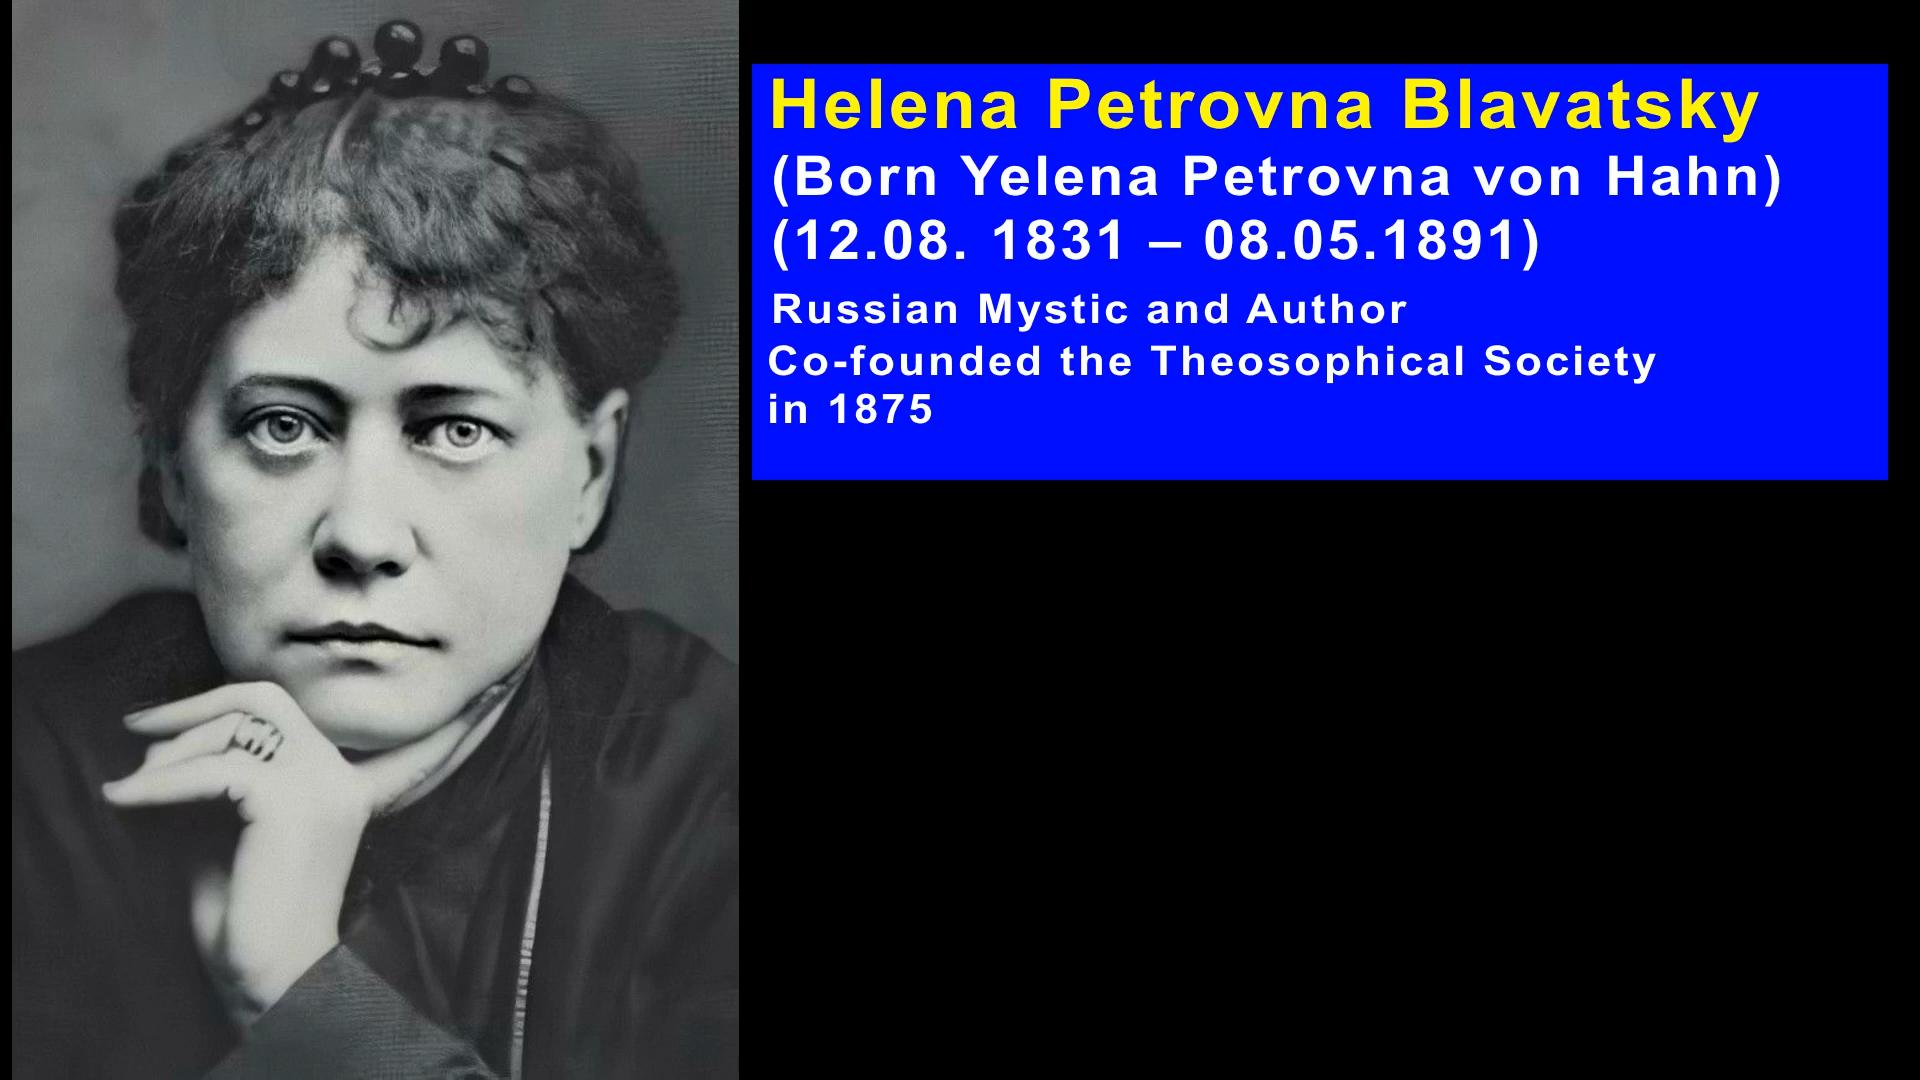 Helena Petrovna Blavatsky
(Born Yelena Petrovna von Hahn)
(12.08. 1831 – 08.05.1891)
Russian Mystic and Author
Co-founded the Theosophical Society
in 1875